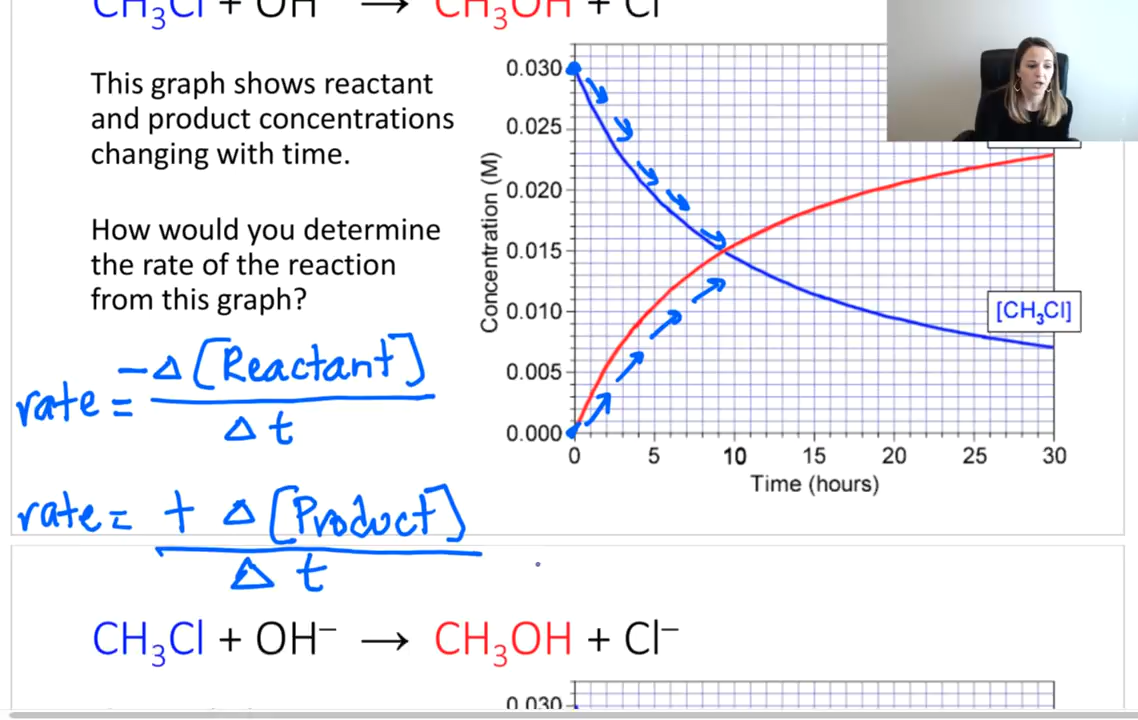 CH₃Cl + OH → CH₃OH + Cl
This graph shows reactant
and product concentrations
changing with time.
How would you determine
the rate of the reaction
from this graph?
rate = -Δ[Reactant]
Δt
rate = + Δ[Product]
Δt
Concentration (M)
0.030
0.025
0.020
0.015
0.010
0.005
0.000
[CH₃Cl]
0 5 10 15 20 25 30
Time (hours)
CH₃Cl + OH⁻ → CH₃OH + Cl⁻
0.030